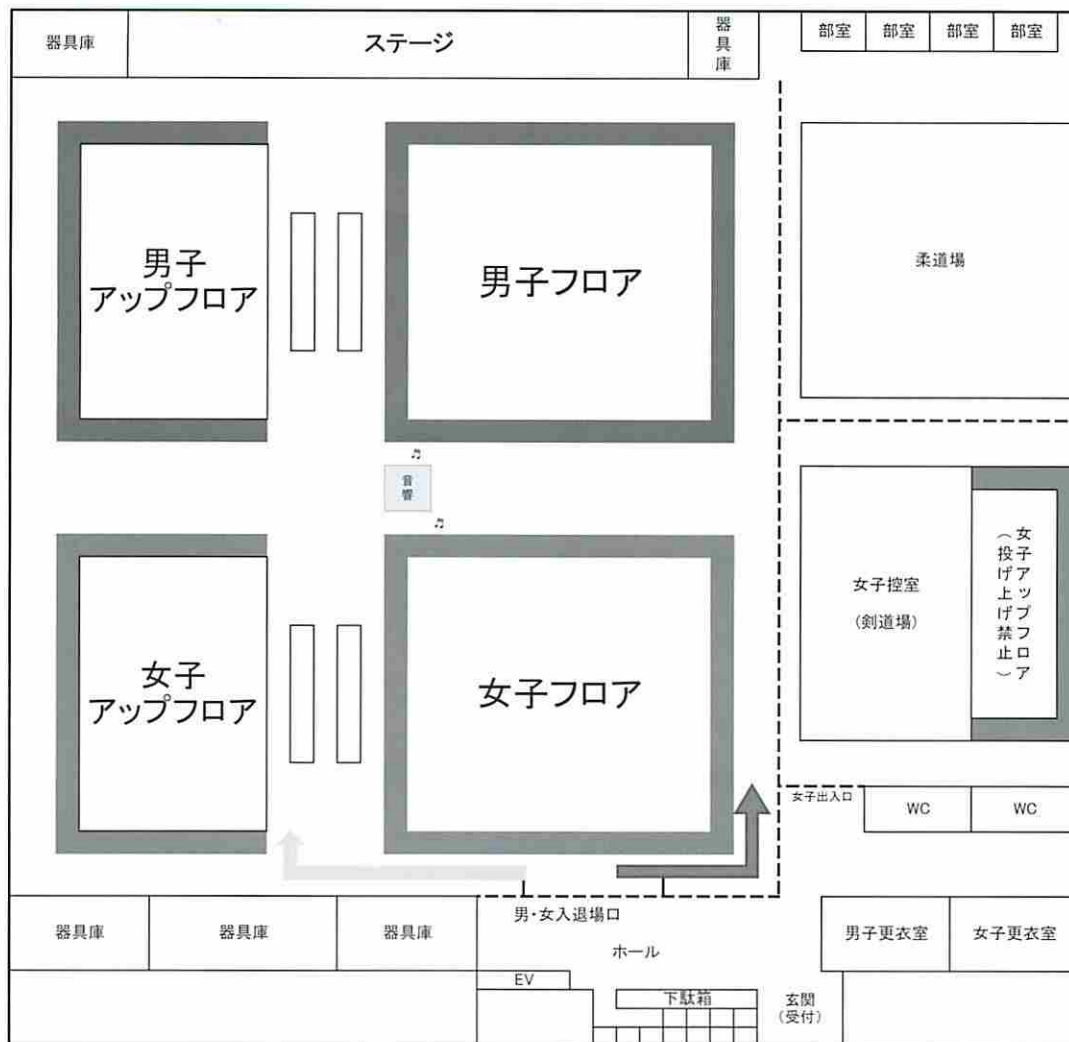 器具庫
ステージ
器具庫
部室
部室
部室
部室
男子
アップフロア
男子フロア
柔道場
音響
女子
アップフロア
女子フロア
女子控室
(剣道場)
女子アップフロア
(投げ上げ禁止)
女子出入口
WC
WC
器具庫
器具庫
器具庫
男・女入退場口
ホール
男子更衣室
女子更衣室
EV
下駄箱
玄関
(受付)